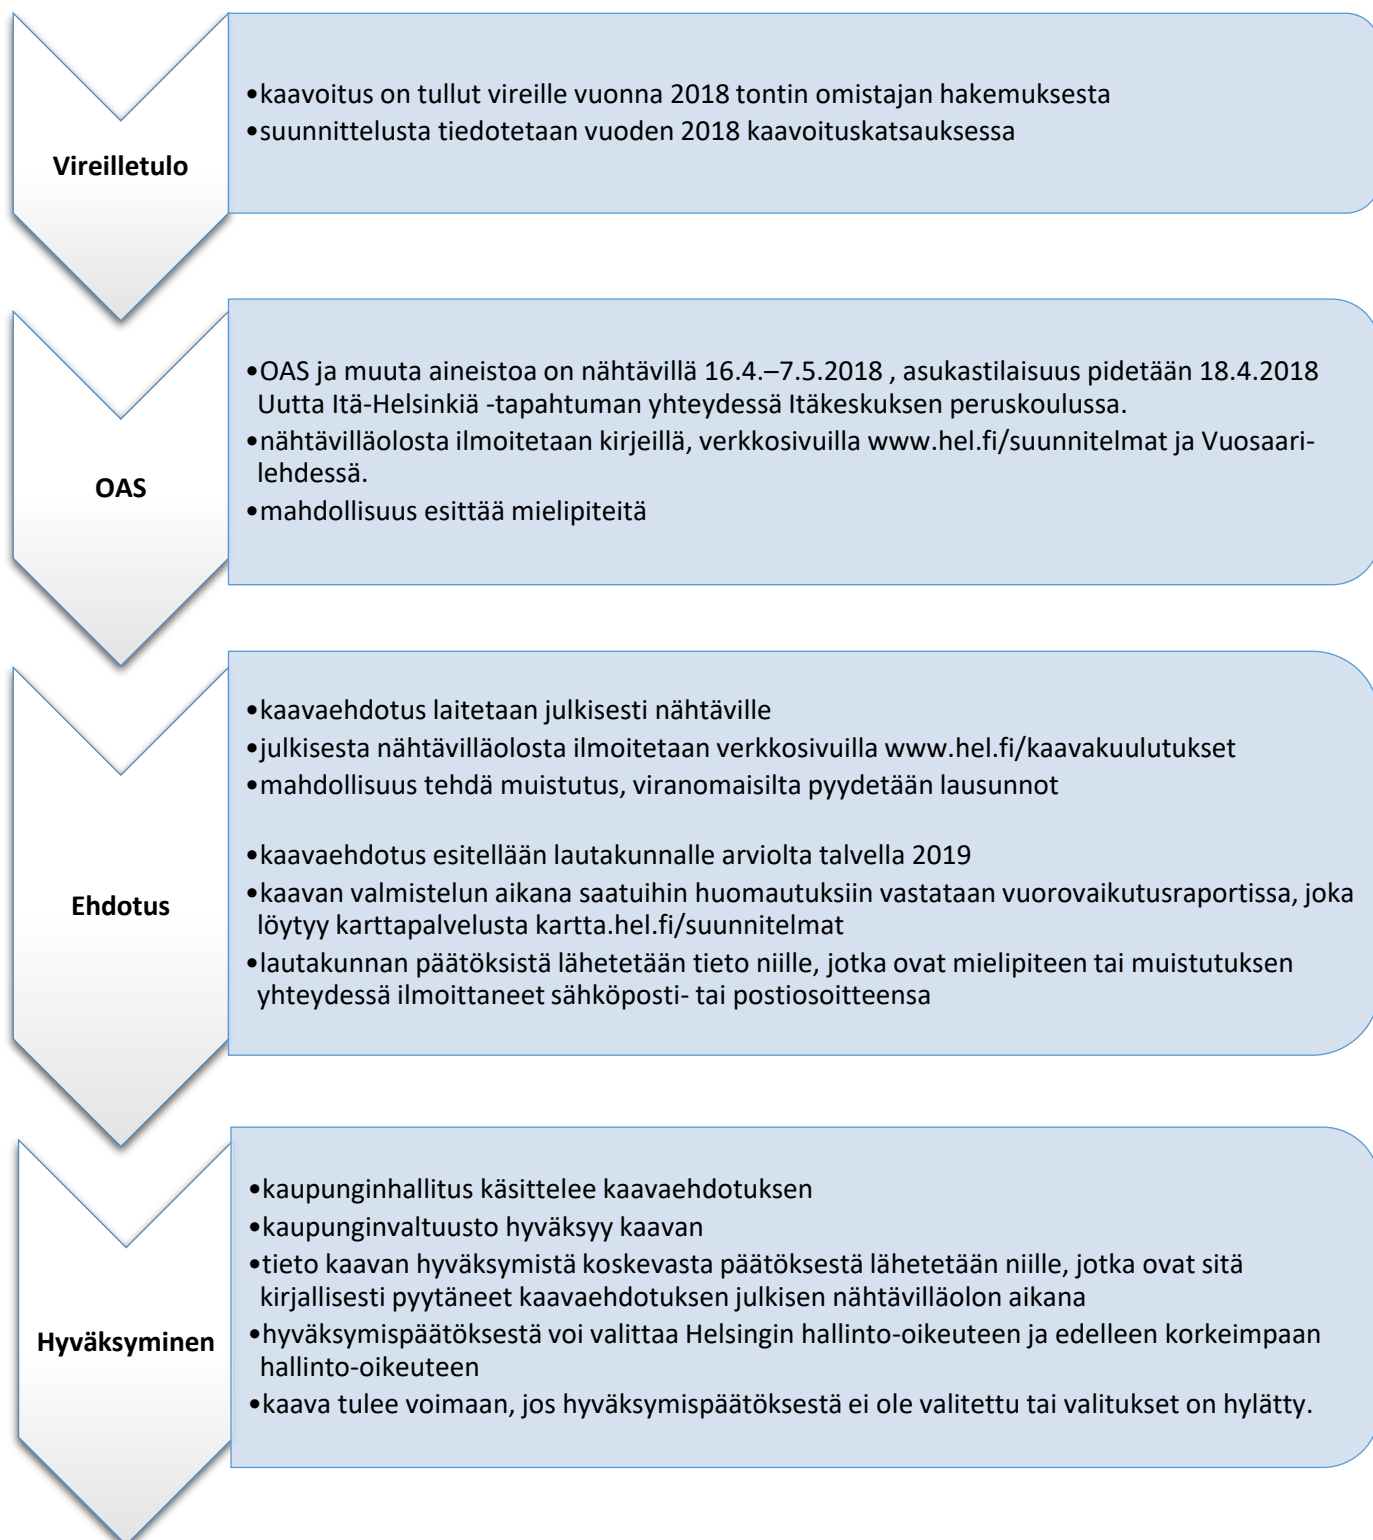 Vireilletulo
•kaavoitus on tullut vireille vuonna 2018 tontin omistajan hakemuksesta
•suunnittelusta tiedotetaan vuoden 2018 kaavoituskatsauksessa
OAS
•OAS ja muuta aineistoa on nähtävillä 16.4.–7.5.2018 , asukastilaisuus pidetään 18.4.2018
Uutta Itä-Helsinkiä -tapahtuman yhteydessä Itäkeskuksen peruskoulussa.
•nähtävilläolosta ilmoitetaan kirjeillä, verkkosivuilla www.hel.fi/suunnitelmat ja Vuosaari-
lehdessä.
•mahdollisuus esittää mielipiteitä
Ehdotus
•kaavaehdotus laitetaan julkisesti nähtäville
•julkisesta nähtävilläolosta ilmoitetaan verkkosivuilla www.hel.fi/kaavakuulutukset
•mahdollisuus tehdä muistutus, viranomaisilta pyydetään lausunnot
•kaavaehdotus esitellään lautakunnalle arviolta talvella 2019
•kaavan valmistelun aikana saatuihin huomautuksiin vastataan vuorovaikutusraportissa, joka
löytyy karttapalvelusta kartta.hel.fi/suunnitelmat
•lautakunnan päätöksistä lähetetään tieto niille, jotka ovat mielipiteen tai muistutuksen
yhteydessä ilmoittaneet sähköposti- tai postiosoitteensa
Hyväksyminen
•kaupunginhallitus käsittelee kaavaehdotuksen
•kaupunginvaltuusto hyväksyy kaavan
•tieto kaavan hyväksymistä koskevasta päätöksestä lähetetään niille, jotka ovat sitä
kirjallisesti pyytäneet kaavaehdotuksen julkisen nähtävilläolon aikana
•hyväksymispäätöksestä voi valittaa Helsingin hallinto-oikeuteen ja edelleen korkeimpaan
hallinto-oikeuteen
•kaava tulee voimaan, jos hyväksymispäätöksestä ei ole valitettu tai valitukset on hylätty.